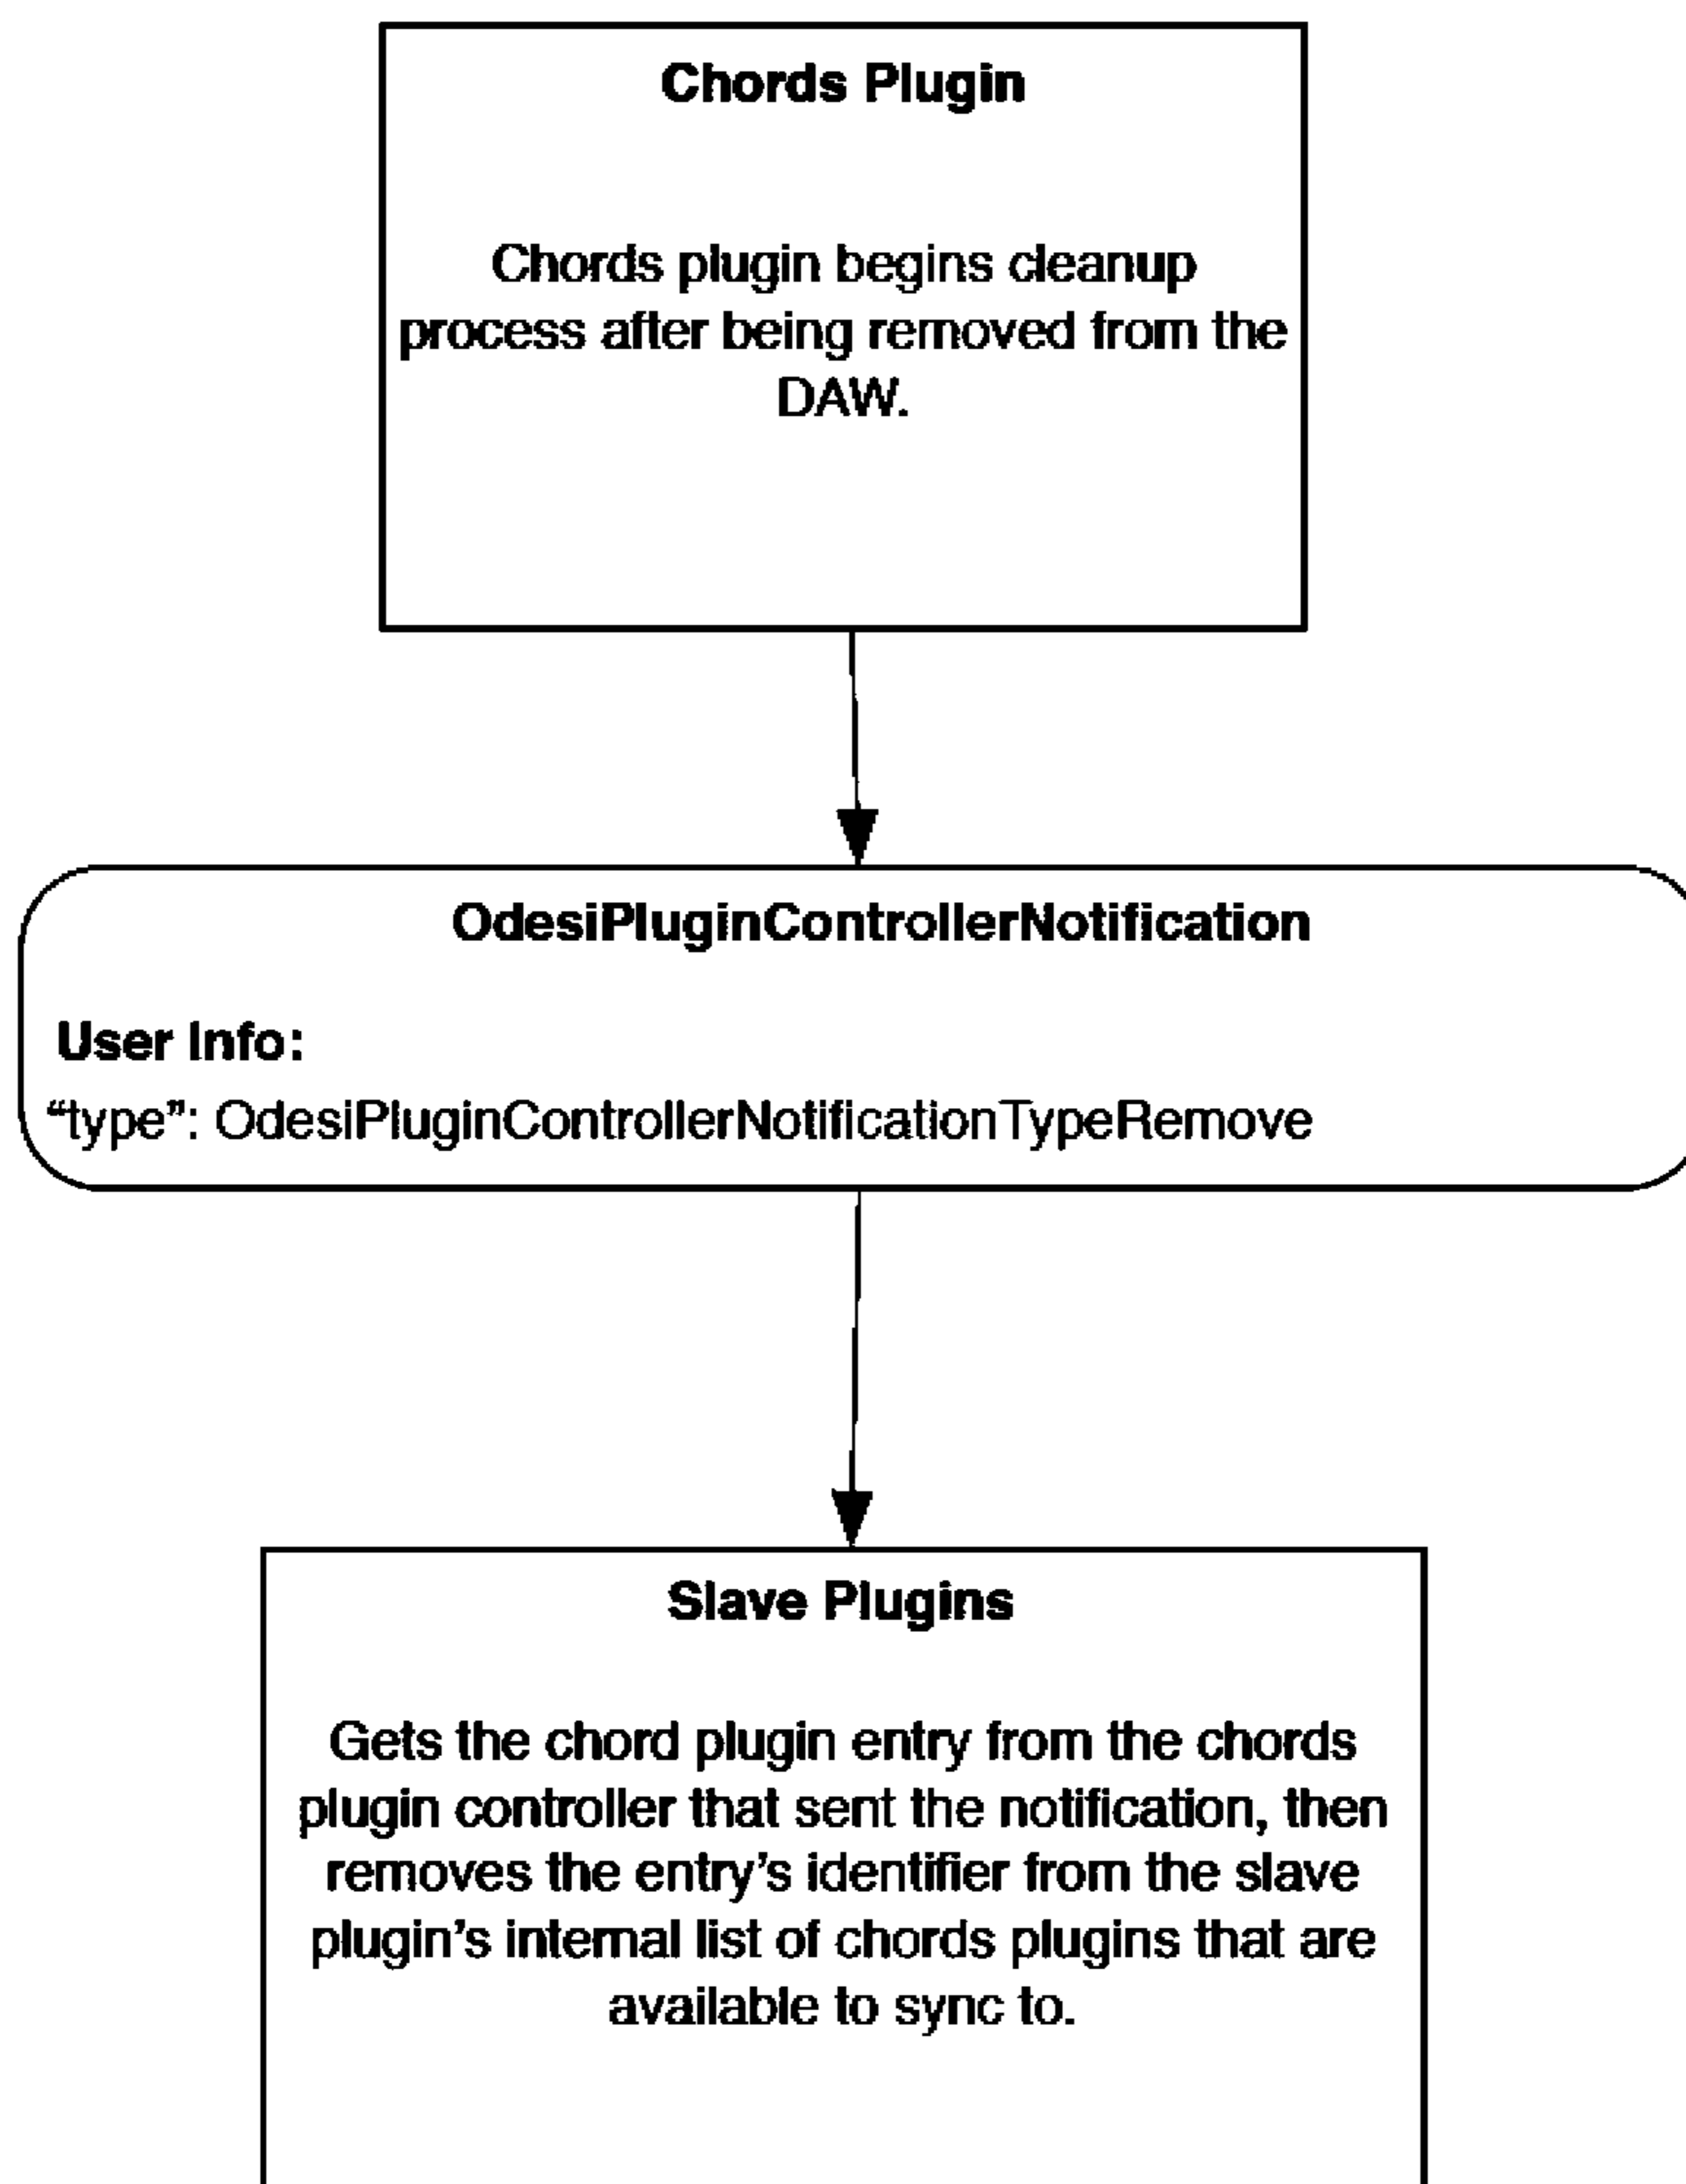 Chords Plugin
Chords plugin begins cleanup
process after being removed from the
DAW.
OdesiPluginControllerNotification
User Info:
“type”: OdesiPluginControllerNotificationTypeRemove
Slave Plugins
Gets the chord plugin entry from the chords
plugin controller that sent the notification, then
removes the entry’s identifier from the slave
plugin’s internal list of chords plugins that are
available to sync to.